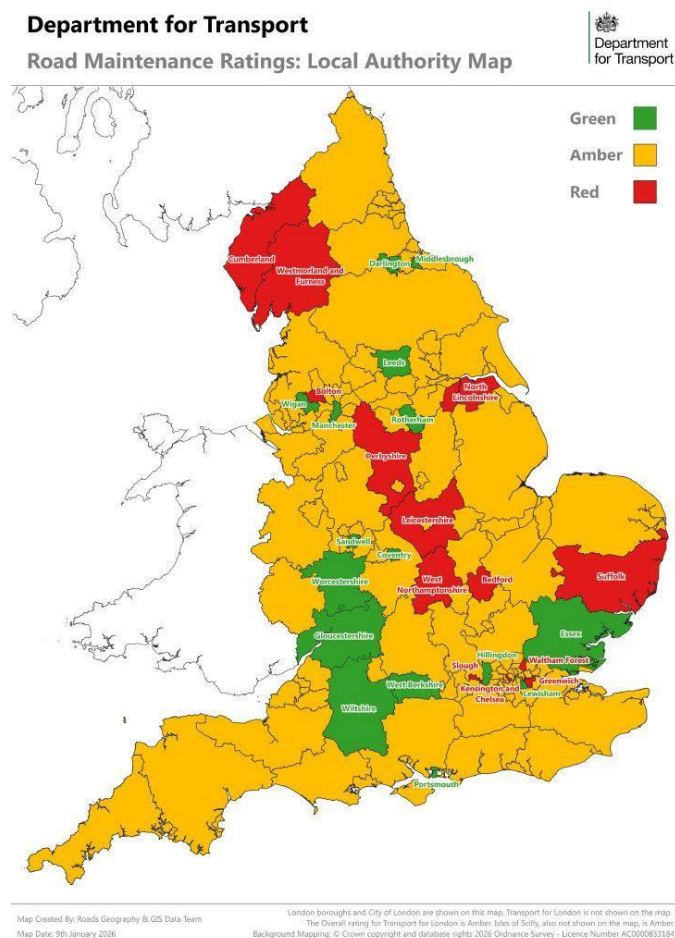 Department for Transport
Road Maintenance Ratings: Local Authority Map
Department
for Transport
Green
Amber
Red
Cumberland
Westmorland and
Furness
Darlington
Middlesbrough
Leeds
Bolton
Wigan
Manchester
Rotherham
North
Lincolnshire
Derbyshire
Leicestershire
Sandwell
Coventry
Worcestershire
West
Northamptonshire
Bedford
Suffolk
Gloucestershire
Essex
Hillingdon
Slough
Waltham Forest
Kensington and
Chelsea
Greenwich
Lewisham
West Berkshire
Wiltshire
Portsmouth
Map Created By: Roads Geography & GIS Data Team
Map Date: 9th January 2026
London boroughs and City of London are shown on this map. Transport for London is not shown on the map.
The Overall rating for Transport for London is Amber. Isles of Scilly, also not shown on the map, is Amber.
Background Mapping: © Crown copyright and database rights 2026 Ordnance Survey - Licence Number AC0000833184